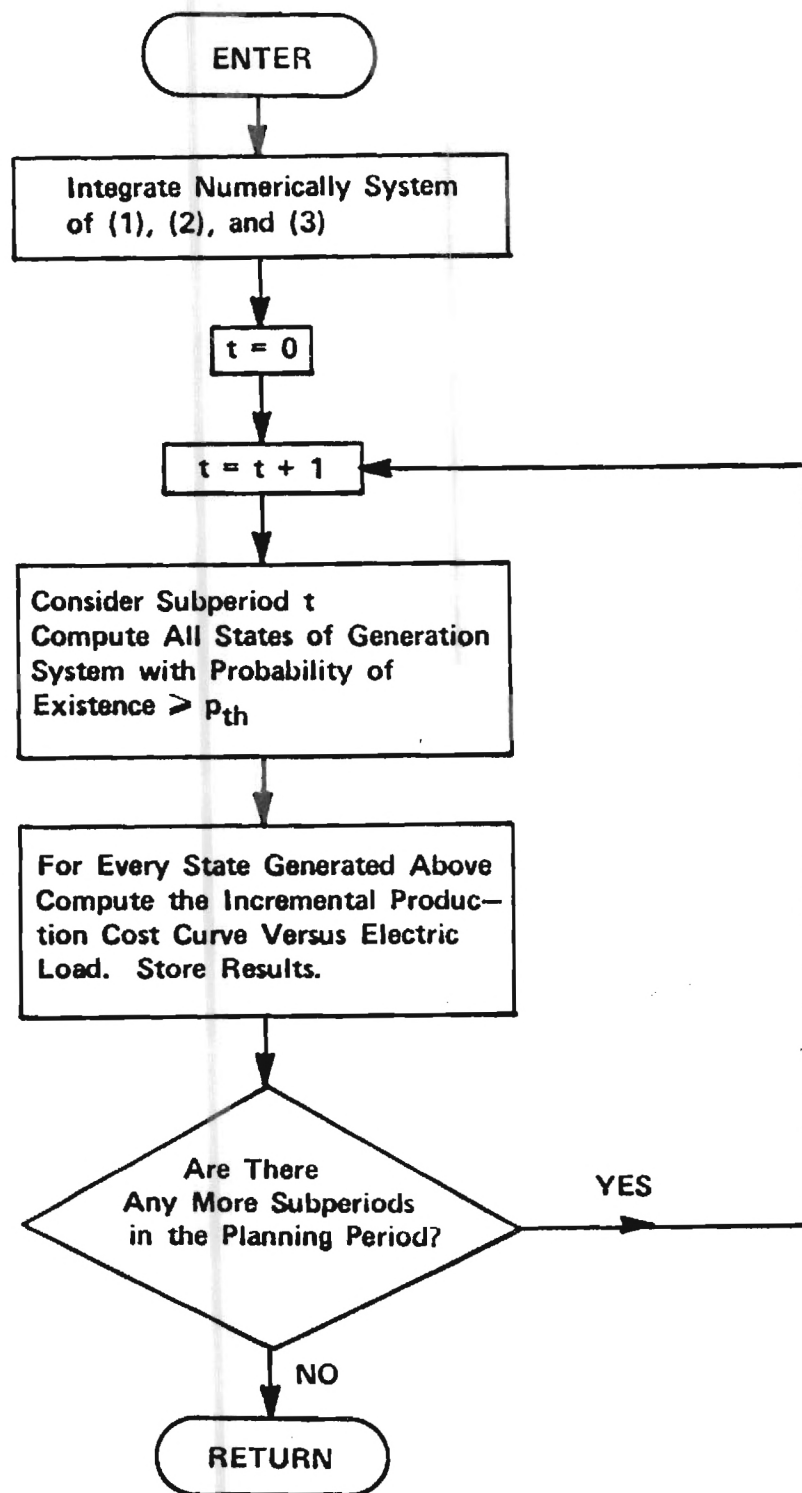 ENTER
Integrate Numerically System
of (1), (2), and (3)
t = 0
t = t + 1
Consider Subperiod t
Compute All States of Generation
System with Probability of
Existence ⩾ pth
For Every State Generated Above
Compute the Incremental Produc–
tion Cost Curve Versus Electric
Load. Store Results.
Are There
Any More Subperiods
in the Planning Period?
YES
NO
RETURN